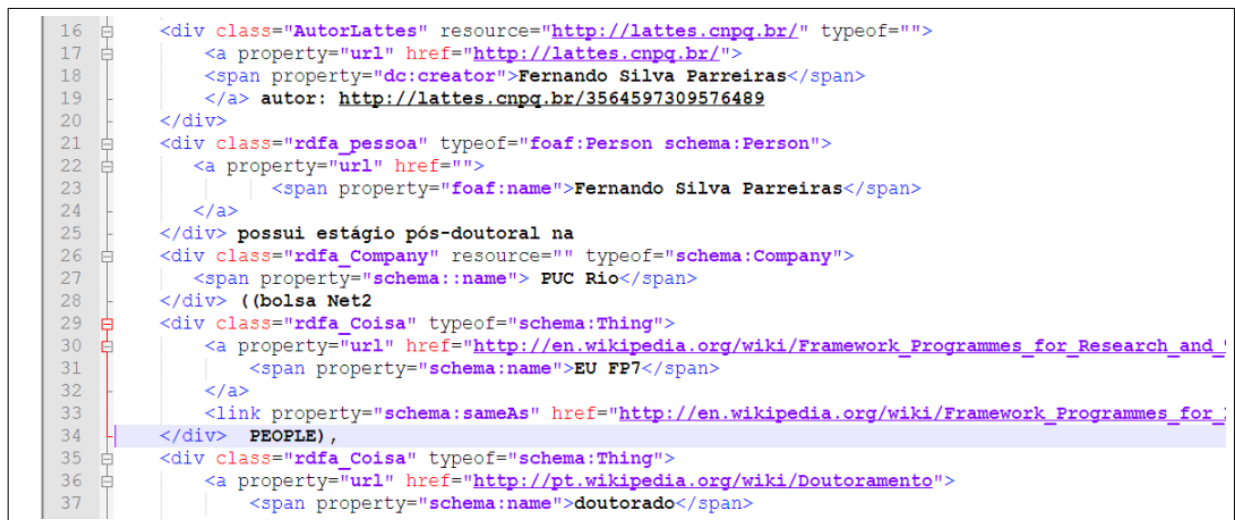 16 <div class="AutorLattes" resource="http://lattes.cnpq.br/" typeof="">
17 <a property="url" href="http://lattes.cnpq.br/">
18 <span property="dc:creator">Fernando Silva Parreiras</span>
19 </a> autor: http://lattes.cnpq.br/3564597309576489
20 </div>
21 <div class="rdfa_pessoa" typeof="foaf:Person schema:Person">
22 <a property="url" href="">
23 <span property="foaf:name">Fernando Silva Parreiras</span>
24 </a>
25 </div> possui estágio pós-doutoral na
26 <div class="rdfa_Company" resource="" typeof="schema:Company">
27 <span property="schema::name"> PUC Rio</span>
28 </div> ((bolsa Net2
29 <div class="rdfa_Coisa" typeof="schema:Thing">
30 <a property="url" href="http://en.wikipedia.org/wiki/Framework_Programmes_for_Research_and_
31 <span property="schema:name">EU FP7</span>
32 </a>
33 <link property="schema:sameAs" href="http://en.wikipedia.org/wiki/Framework_Programmes_for_
34 </div> PEOPLE),
35 <div class="rdfa_Coisa" typeof="schema:Thing">
36 <a property="url" href="http://pt.wikipedia.org/wiki/Doutoramento">
37 <span property="schema:name">doutorado</span>